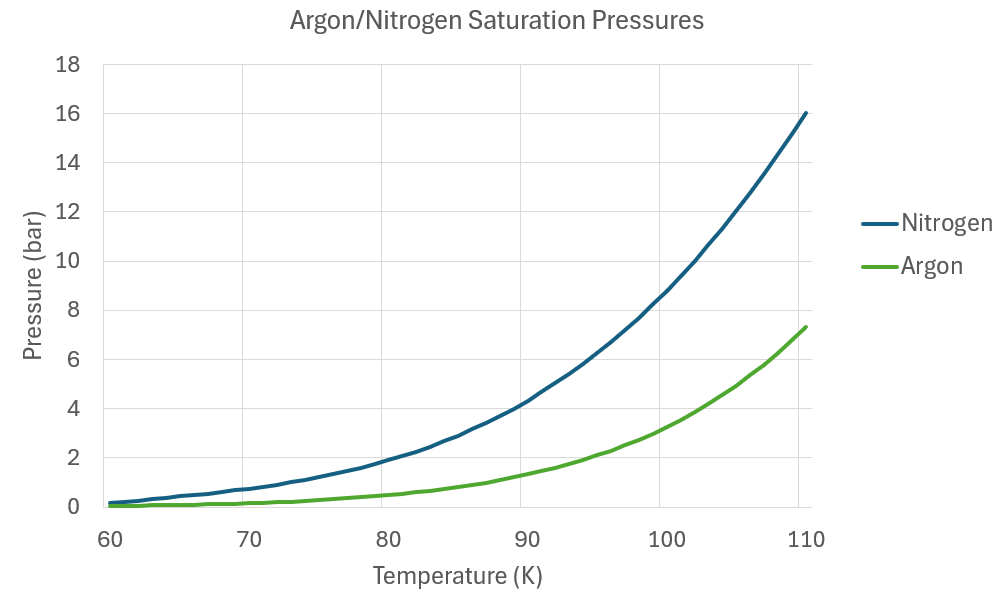 Argon/Nitrogen Saturation Pressures
18
16
14
12
10
8
6
4
2
0
Pressure (bar)
60 70 80 90 100 110
Temperature (K)
Nitrogen
Argon